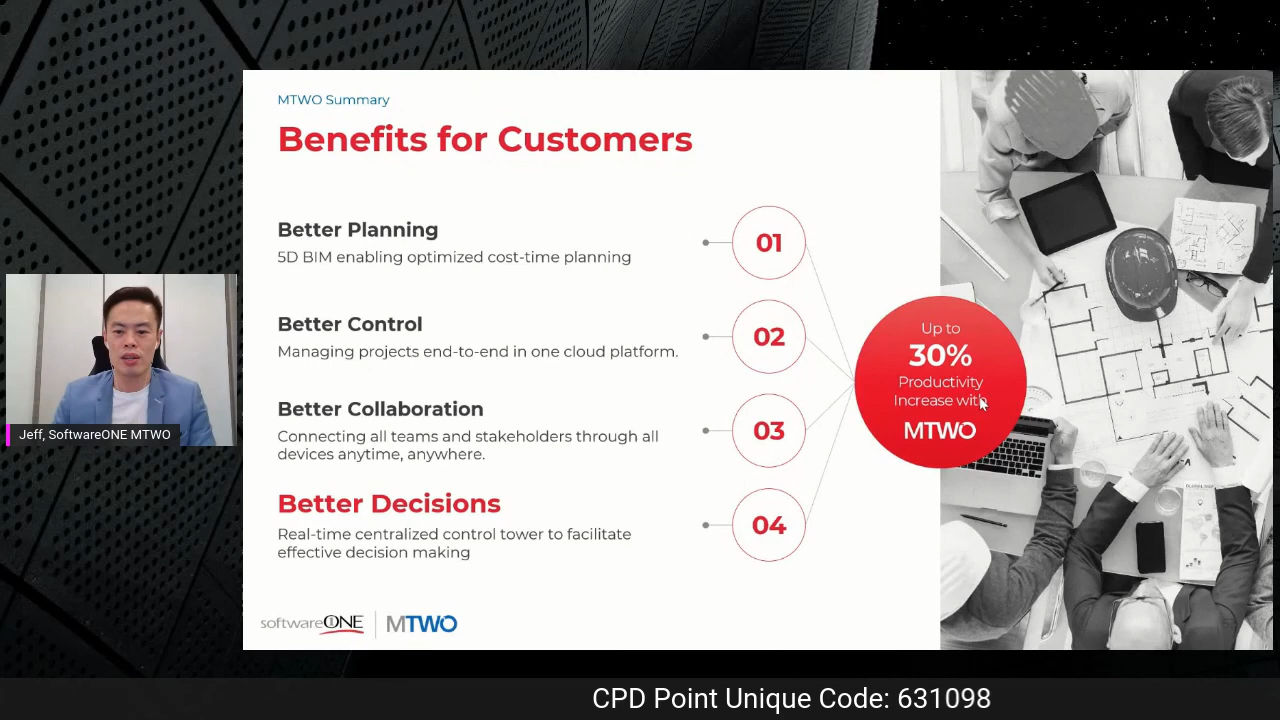 MTWO Summary
Benefits for Customers
Better Planning
5D BIM enabling optimized cost-time planning
01
Better Control
Managing projects end-to-end in one cloud platform.
02
Better Collaboration
Connecting all teams and stakeholders through all
devices anytime, anywhere.
03
Better Decisions
Real-time centralized control tower to facilitate
effective decision making
04
Up to
30%
Productivity
Increase with
MTWO
softwareONE
MTWO
Jeff, SoftwareONE MTWO
CPD Point Unique Code: 631098